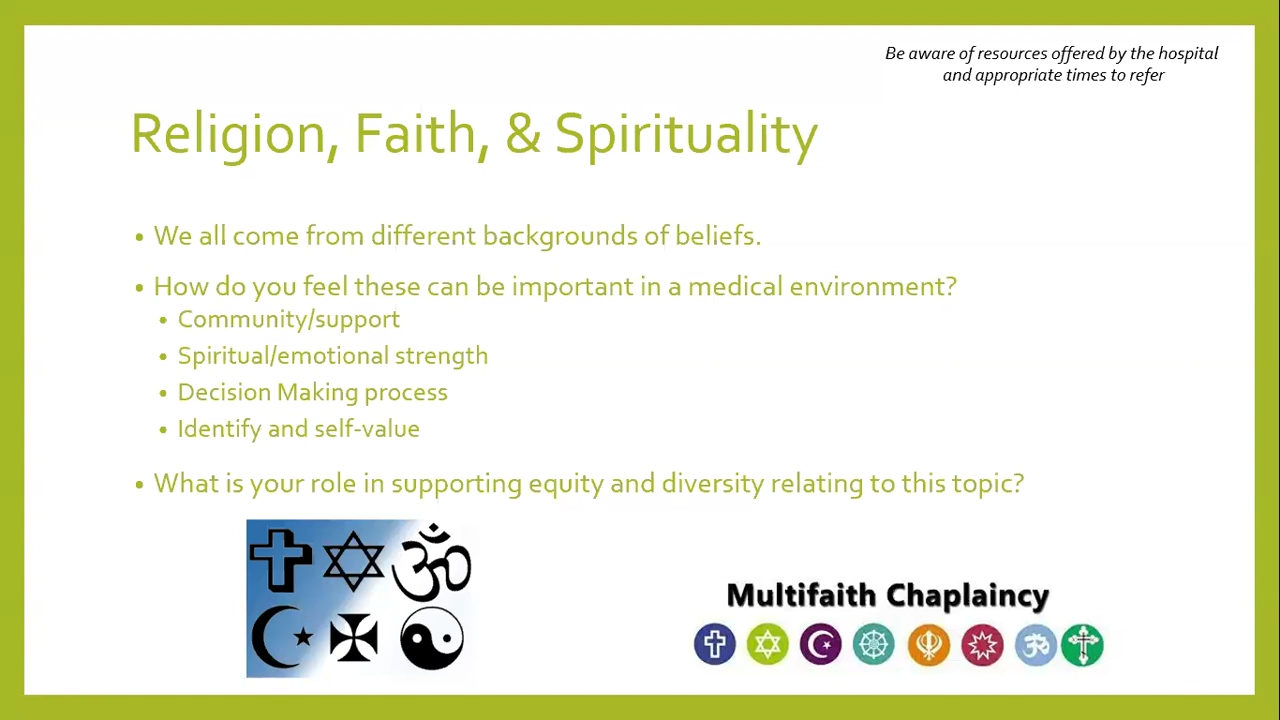 Be aware of resources offered by the hospital
and appropriate times to refer
Religion, Faith, & Spirituality
• We all come from different backgrounds of beliefs.
• How do you feel these can be important in a medical environment?
• Community/support
• Spiritual/emotional strength
• Decision Making process
• Identify and self-value
• What is your role in supporting equity and diversity relating to this topic?
Multifaith Chaplaincy